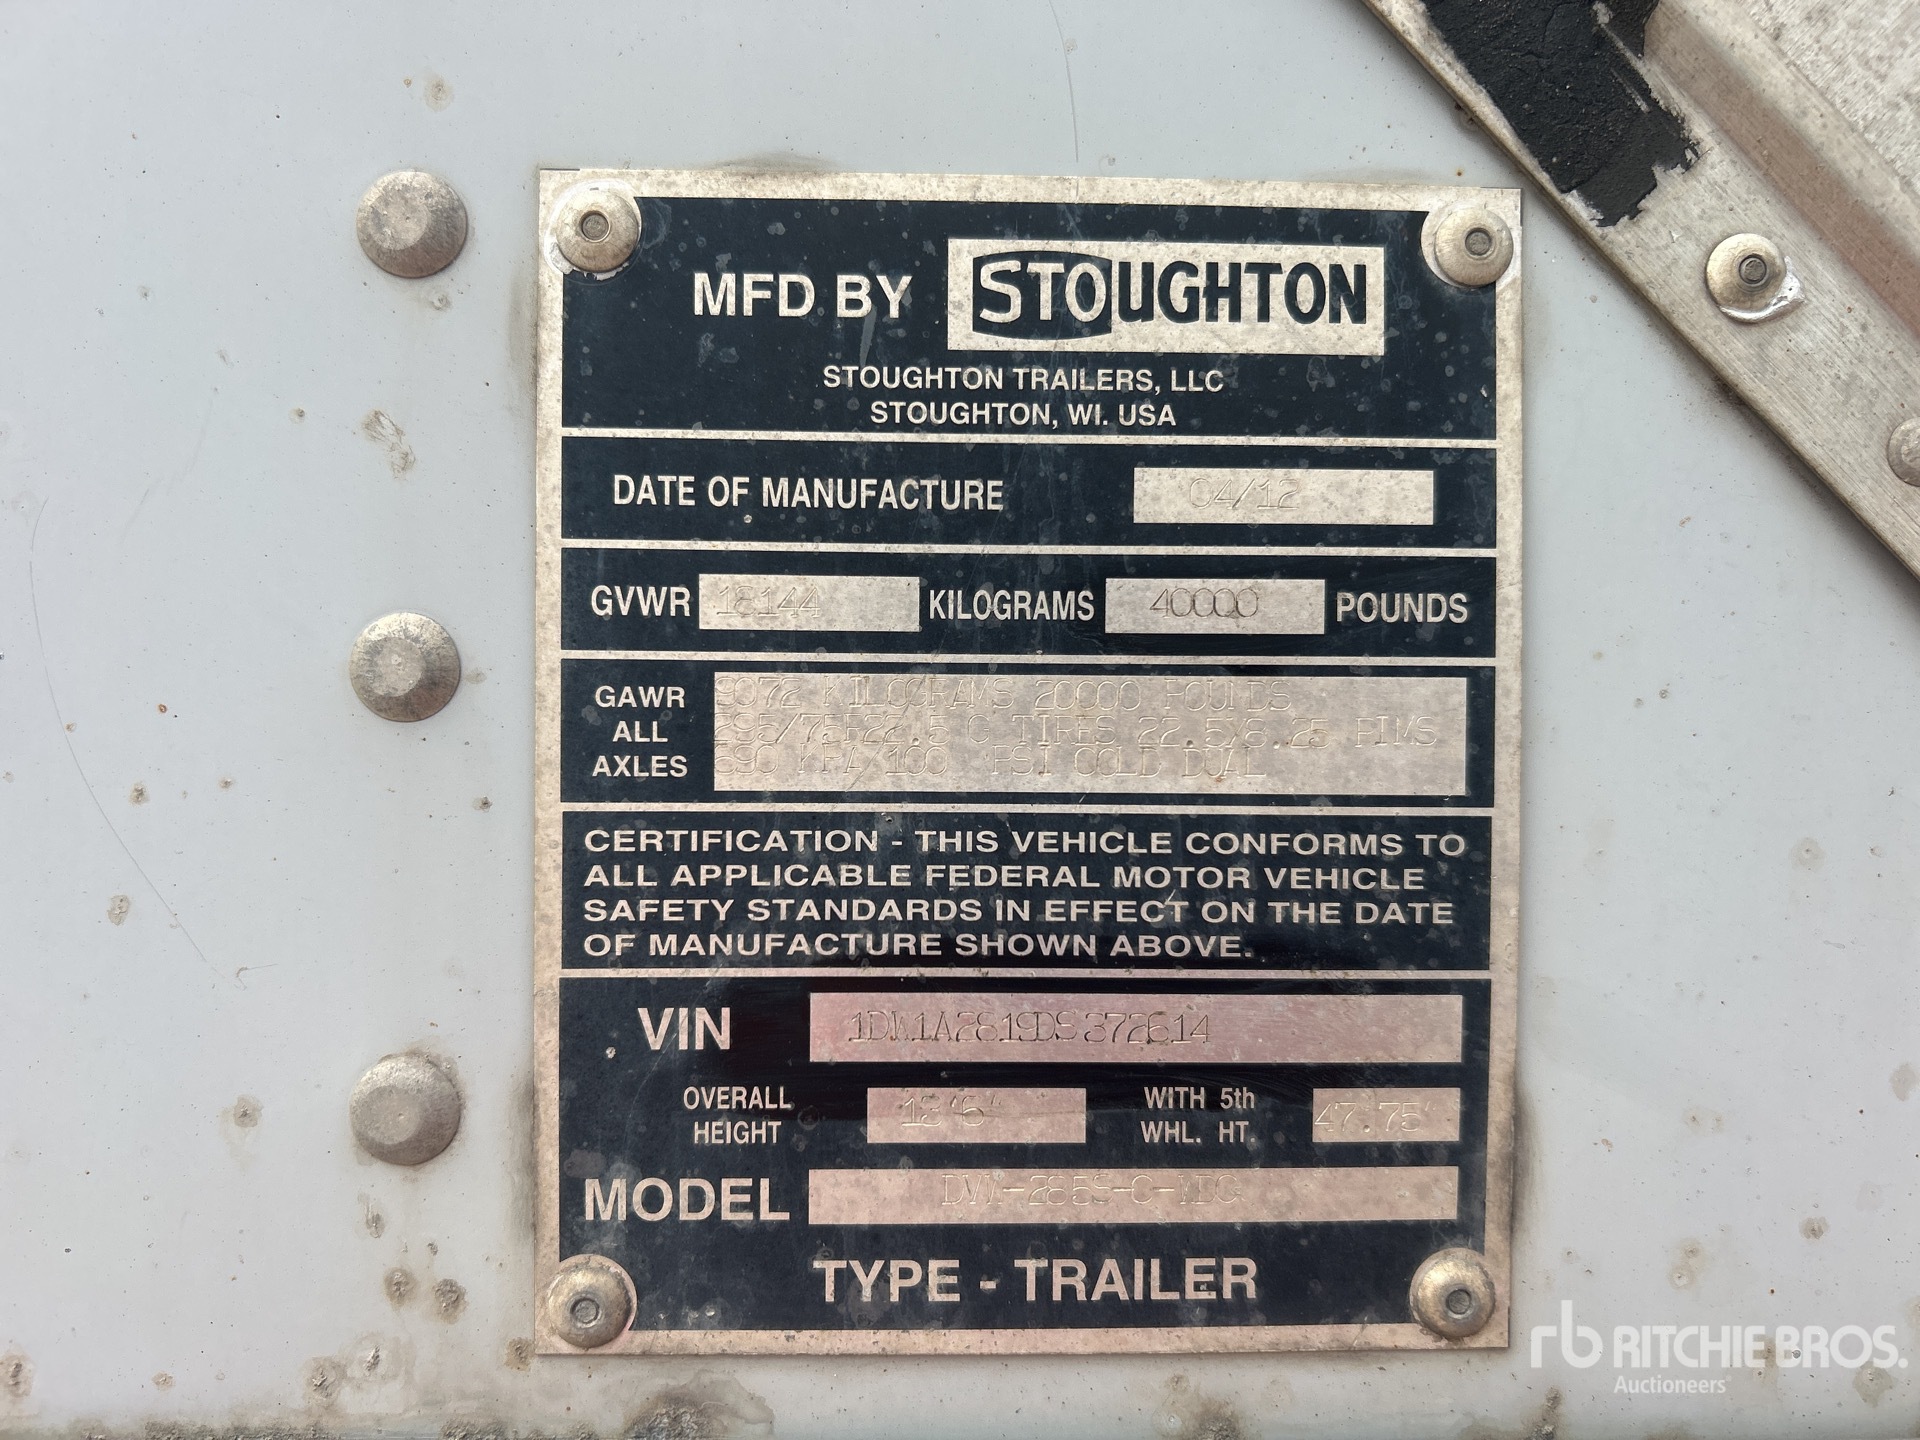 MFD BY STOUGHTON
STOUGHTON TRAILERS, LLC
STOUGHTON, WI. USA
DATE OF MANUFACTURE 04/12
GVWR 18144 KILOGRAMS 40000 POUNDS
GAWR ALL AXLES
9072 KILOGRAMS 20000 POUNDS
295/75R22.5 G TIRES 22.5/8.25 RIMS
690 KPA/100 PSI COLD DUAL
CERTIFICATION - THIS VEHICLE CONFORMS TO
ALL APPLICABLE FEDERAL MOTOR VEHICLE
SAFETY STANDARDS IN EFFECT ON THE DATE
OF MANUFACTURE SHOWN ABOVE.
VIN 1DW1A2819DS372614
OVERALL HEIGHT 13'6" WITH 5th WHL. HT. 47.75"
MODEL DVW-285S-C-WDG
TYPE - TRAILER
rb RITCHIE BROS.
Auctioneers